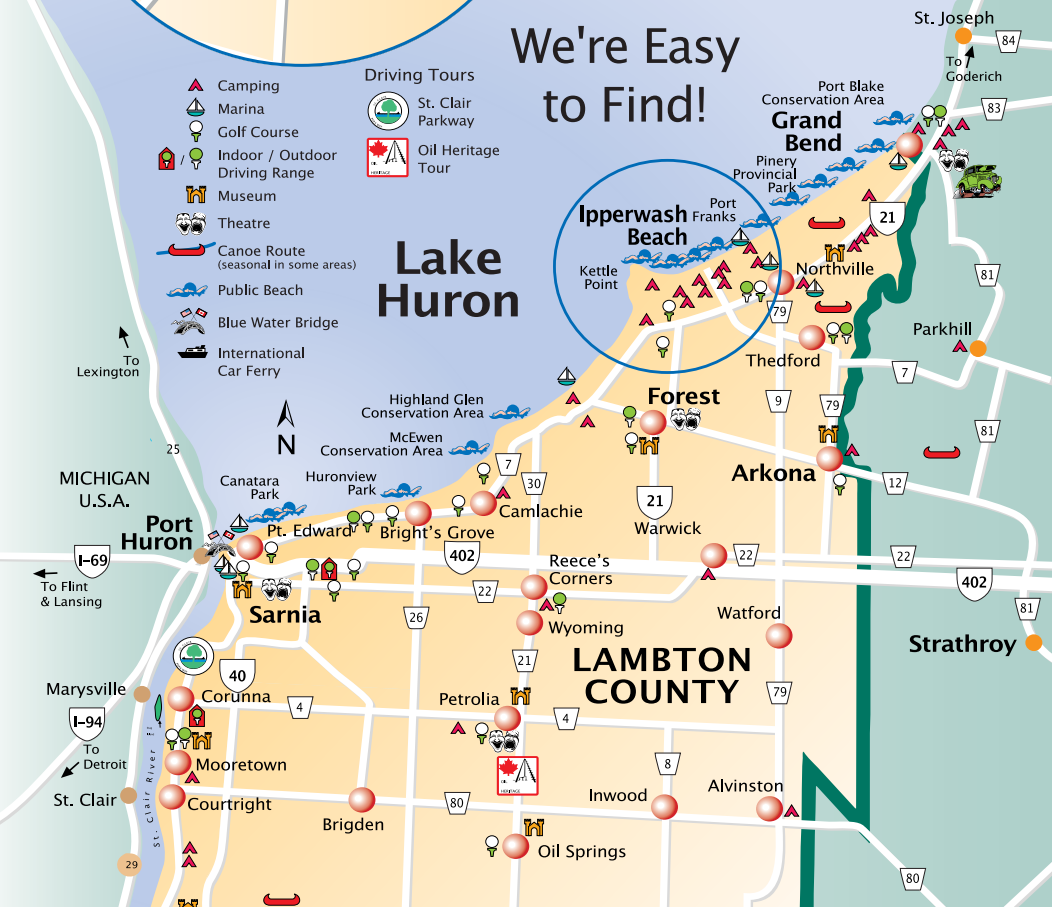 We're Easy
to Find!
Camping
Marina
Golf Course
Indoor / Outdoor
Driving Range
/
Museum
Theatre
Canoe Route
(seasonal in some areas)
Public Beach
Blue Water Bridge
International
Car Ferry
Driving Tours
St. Clair
Parkway
Oil Heritage
Tour
OIL
HERITAGE
St. Joseph
84
To
Goderich
Port Blake
Conservation Area
83
Grand
Bend
Pinery
Provincial
Park
Port
Franks
Ipperwash
Beach
21
Kettle
Point
Lake
Huron
Northville
81
79
Parkhill
Thedford
7
To
Lexington
Highland Glen
Conservation Area
Forest
9
79
81
McEwen
Conservation Area
N
25
7
30
Arkona
12
MICHIGAN
U.S.A.
Canatara
Park
Huronview
Park
21
Camlachie
Warwick
Port
Huron
Pt. Edward
Bright's Grove
I-69
402
Reece's
Corners
22
22
402
To Flint
& Lansing
22
81
Sarnia
26
Wyoming
Watford
Strathroy
21
LAMBTON
COUNTY
40
Marysville
Corunna
4
Petrolia
4
79
I-94
To
Detroit
St. Clair River
Mooretown
8
OIL
HERITAGE
St. Clair
Courtright
80
Inwood
Alvinston
Brigden
Oil Springs
29
80